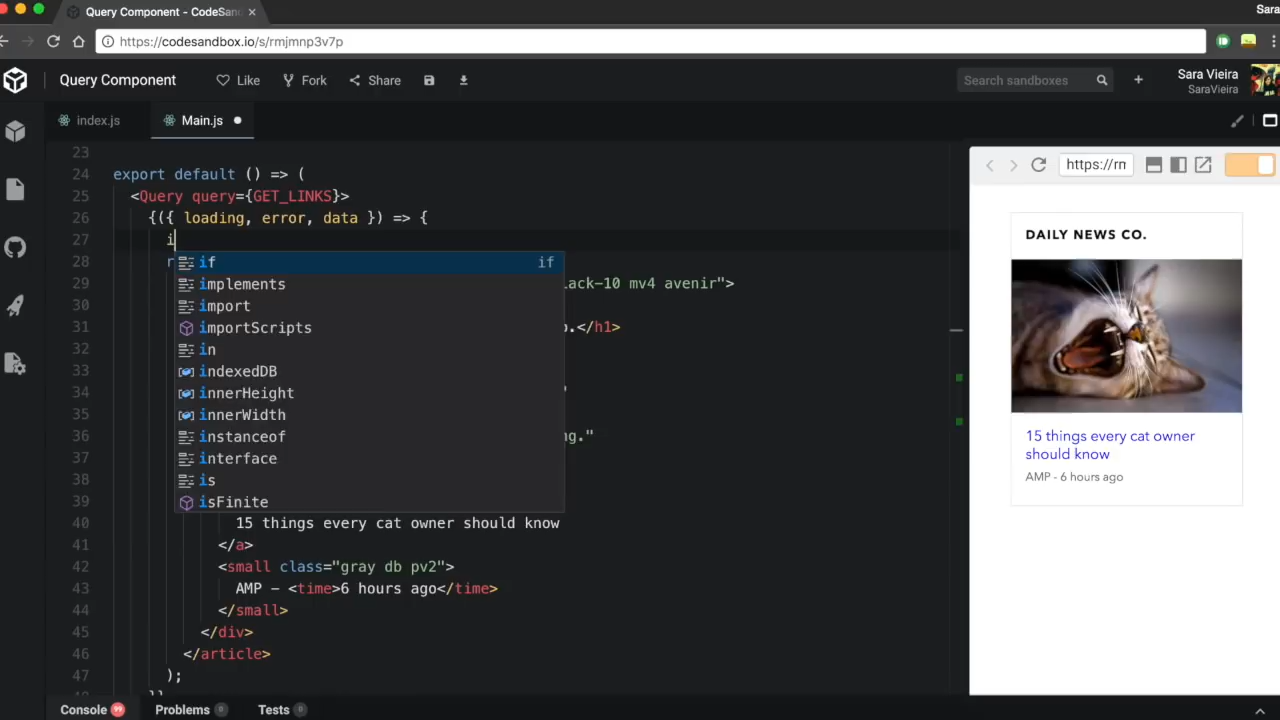 Query Component - CodeSan
Sara
https://codesandbox.io/s/rmjmnp3v7p
Query Component
Like
Fork
Share
Search sandboxes
Sara Vieira
SaraVieira
index.js
Main.js
https://rm
23
24 export default () => (
25 <Query query={GET_LINKS}>
26 {({ loading, error, data }) => {
27 i
28 r
29 lack-10 mv4 avenir">
30
31 o.</h1>
32
33
34 "
35
36 ng."
37
38
39
40 15 things every cat owner should know
41 </a>
42 <small class="gray db pv2">
43 AMP – <time>6 hours ago</time>
44 </small>
45 </div>
46 </article>
47 );
48 }}
if if
implements
import
importScripts
in
indexedDB
innerHeight
innerWidth
instanceof
interface
is
isFinite
DAILY NEWS CO.
15 things every cat owner
should know
AMP - 6 hours ago
Console 99
Problems 0
Tests 0